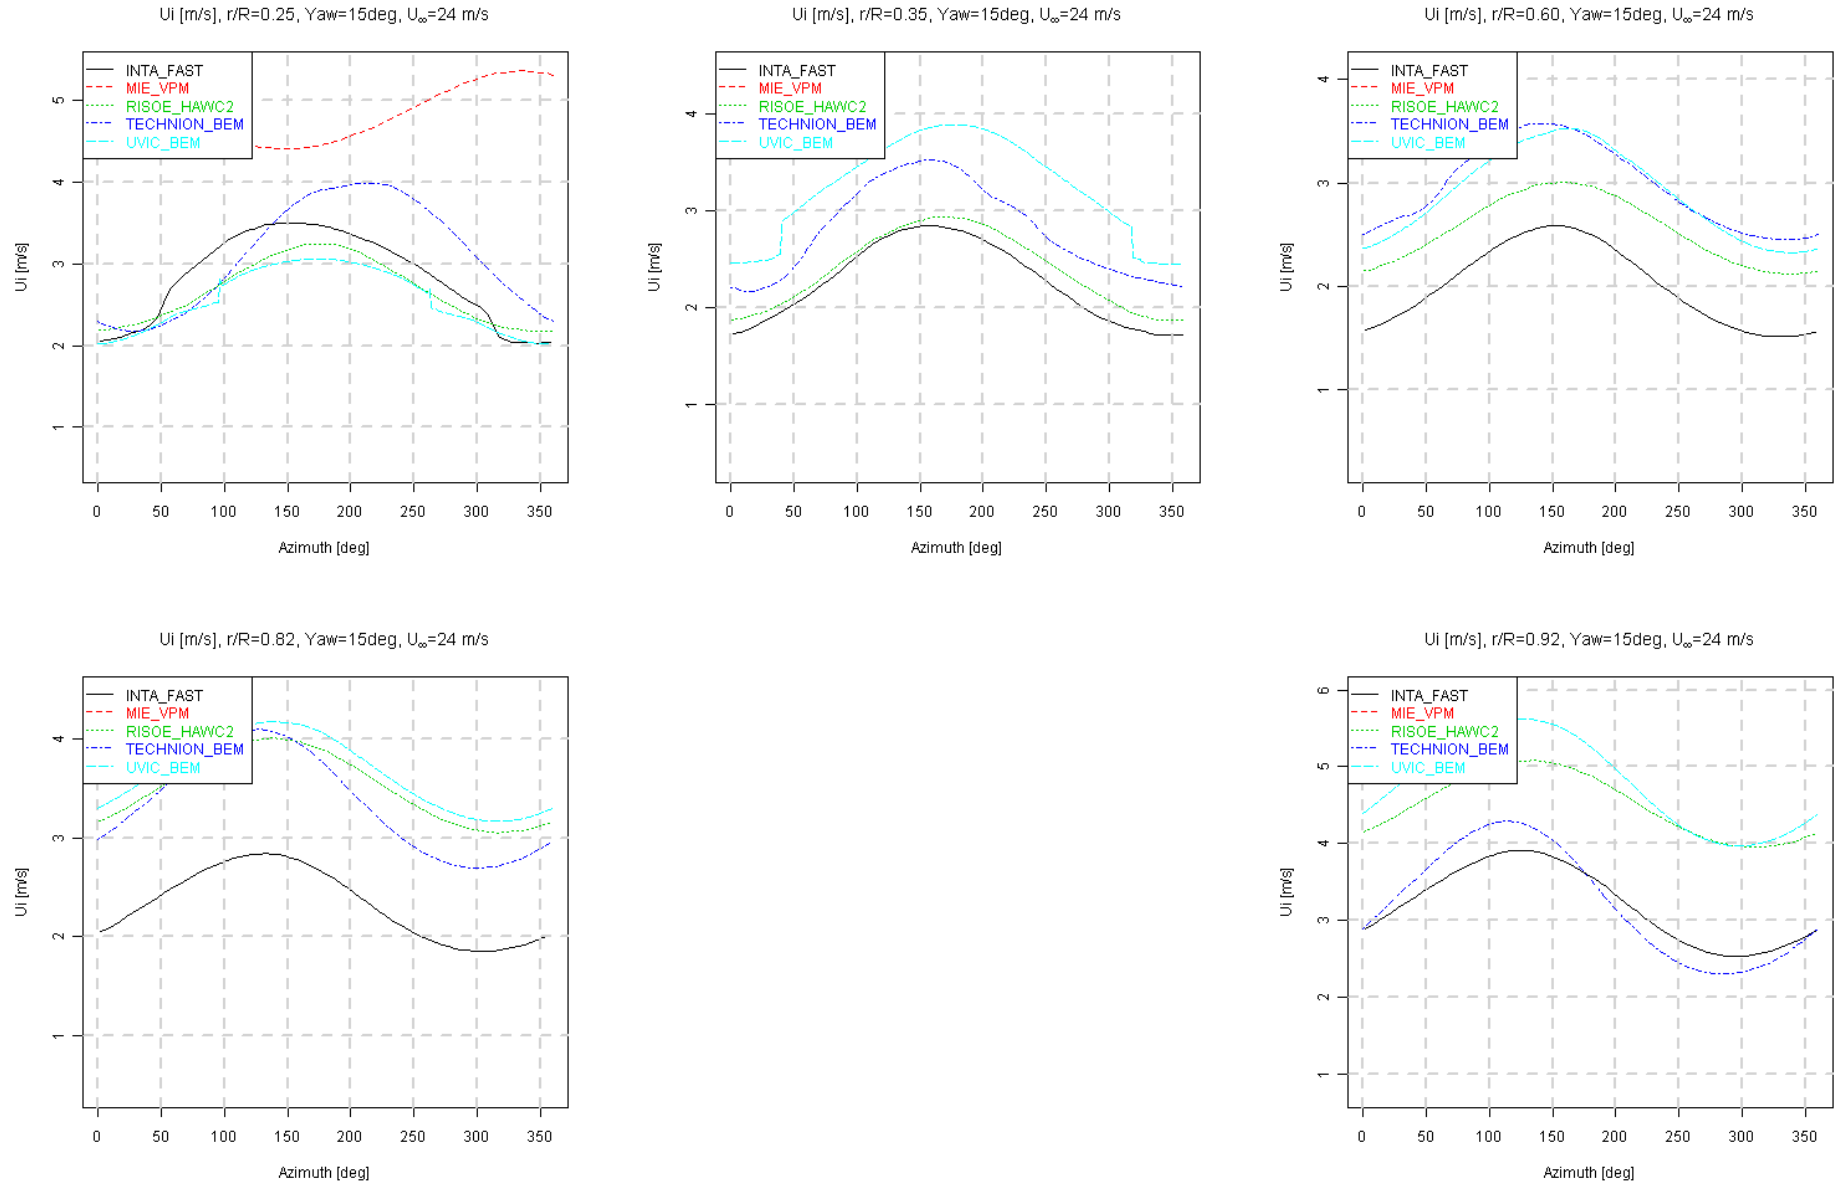 Ui [m/s], r/R=0.25, Yaw=15deg, U∞=24 m/s
INTA_FAST
MIE_VPM
RISOE_HAWC2
TECHNION_BEM
UVIC_BEM
5
4
3
2
1
Ui [m/s]
0 50 100 150 200 250 300 350
Azimuth [deg]
Ui [m/s], r/R=0.35, Yaw=15deg, U∞=24 m/s
INTA_FAST
MIE_VPM
RISOE_HAWC2
TECHNION_BEM
UVIC_BEM
4
3
2
1
Ui [m/s]
0 50 100 150 200 250 300 350
Azimuth [deg]
Ui [m/s], r/R=0.60, Yaw=15deg, U∞=24 m/s
INTA_FAST
MIE_VPM
RISOE_HAWC2
TECHNION_BEM
UVIC_BEM
4
3
2
1
Ui [m/s]
0 50 100 150 200 250 300 350
Azimuth [deg]
Ui [m/s], r/R=0.82, Yaw=15deg, U∞=24 m/s
INTA_FAST
MIE_VPM
RISOE_HAWC2
TECHNION_BEM
UVIC_BEM
4
3
2
1
Ui [m/s]
0 50 100 150 200 250 300 350
Azimuth [deg]
Ui [m/s], r/R=0.92, Yaw=15deg, U∞=24 m/s
INTA_FAST
MIE_VPM
RISOE_HAWC2
TECHNION_BEM
UVIC_BEM
6
5
4
3
2
1
Ui [m/s]
0 50 100 150 200 250 300 350
Azimuth [deg]